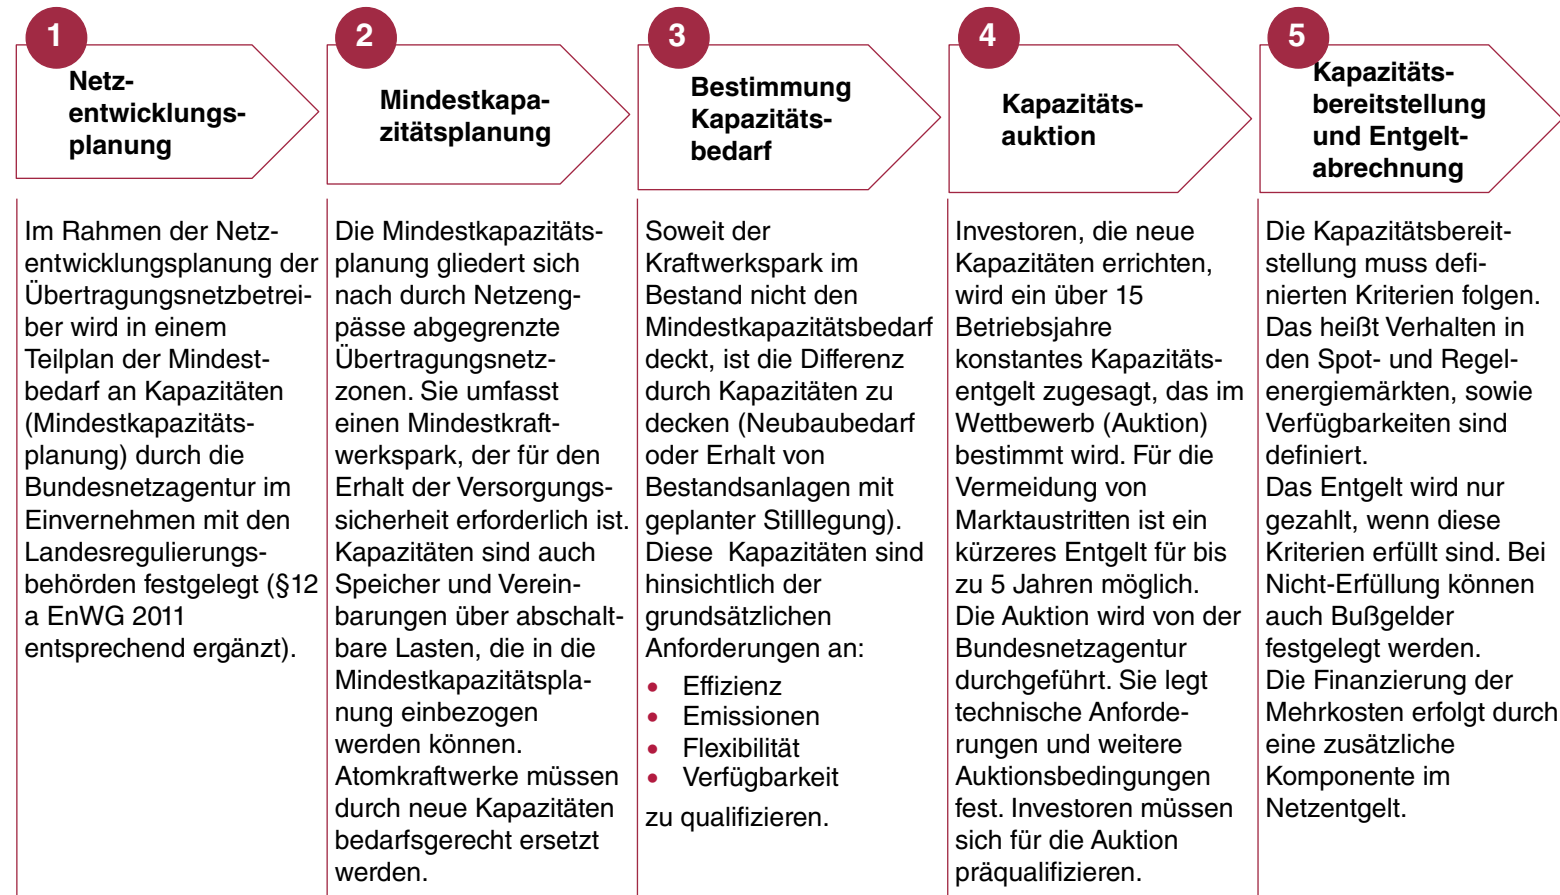 1
Netz-
entwicklungs-
planung
Im Rahmen der Netz-
entwicklungsplanung der
Übertragungsnetzbetrei-
ber wird in einem
Teilplan der Mindest-
bedarf an Kapazitäten
(Mindestkapazitäts-
planung) durch die
Bundesnetzagentur im
Einvernehmen mit den
Landesregulierungs-
behörden festgelegt (§12
a EnWG 2011
entsprechend ergänzt).
2
Mindestkapa-
zitätsplanung
Die Mindestkapazitäts-
planung gliedert sich
nach durch Netzeng-
pässe abgegrenzte
Übertragungsnetz-
zonen. Sie umfasst
einen Mindestkraft-
werkspark, der für den
Erhalt der Versorgungs-
sicherheit erforderlich ist.
Kapazitäten sind auch
Speicher und Verein-
barungen über abschalt-
bare Lasten, die in die
Mindestkapazitätspla-
nung einbezogen
werden können.
Atomkraftwerke müssen
durch neue Kapazitäten
bedarfsgerecht ersetzt
werden.
3
Bestimmung
Kapazitäts-
bedarf
Soweit der
Kraftwerkspark im
Bestand nicht den
Mindestkapazitätsbedarf
deckt, ist die Differenz
durch Kapazitäten zu
decken (Neubaubedarf
oder Erhalt von
Bestandsanlagen mit
geplanter Stilllegung).
Diese  Kapazitäten sind
hinsichtlich der
grundsätzlichen
Anforderungen an:
• Effizienz
• Emissionen
• Flexibilität
• Verfügbarkeit
zu qualifizieren.
4
Kapazitäts-
auktion
Investoren, die neue
Kapazitäten errichten,
wird ein über 15
Betriebsjahre
konstantes Kapazitäts-
entgelt zugesagt, das im
Wettbewerb (Auktion)
bestimmt wird. Für die
Vermeidung von
Marktaustritten ist ein
kürzeres Entgelt für bis
zu 5 Jahren möglich.
Die Auktion wird von der
Bundesnetzagentur
durchgeführt. Sie legt
technische Anforde-
rungen und weitere
Auktionsbedingungen
fest. Investoren müssen
sich für die Auktion
präqualifizieren.
5
Kapazitäts-
bereitstellung
und Entgelt-
abrechnung
Die Kapazitätsbereit-
stellung muss defi-
nierten Kriterien folgen.
Das heißt Verhalten in
den Spot- und Regel-
energiemärkten, sowie
Verfügbarkeiten sind
definiert.
Das Entgelt wird nur
gezahlt, wenn diese
Kriterien erfüllt sind. Bei
Nicht-Erfüllung können
auch Bußgelder
festgelegt werden.
Die Finanzierung der
Mehrkosten erfolgt durch
eine zusätzliche
Komponente im
Netzentgelt.